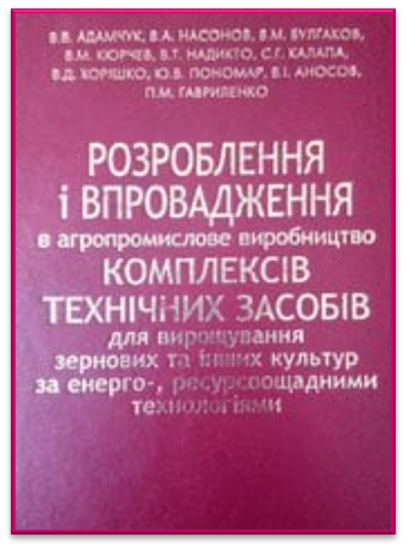 В.В. АДАМЧУК, В.А. НАСОНОВ, В.М. БУЛГАКОВ,
В.М. КЮРЧЕВ, В.Т. НАДИКТО, С.Г. КАЛАПА,
В.Д. ХОРІШКО, Ю.В. ПОНОМАР, В.І. АНОСОВ,
П.М. ГАВРИЛЕНКО
РОЗРОБЛЕННЯ
і ВПРОВАДЖЕННЯ
в агропромислове виробництво
КОМПЛЕКСІВ
ТЕХНІЧНИХ ЗАСОБІВ
для вирощування
зернових та інших культур
за енерго-, ресурсоощадними
технологіями